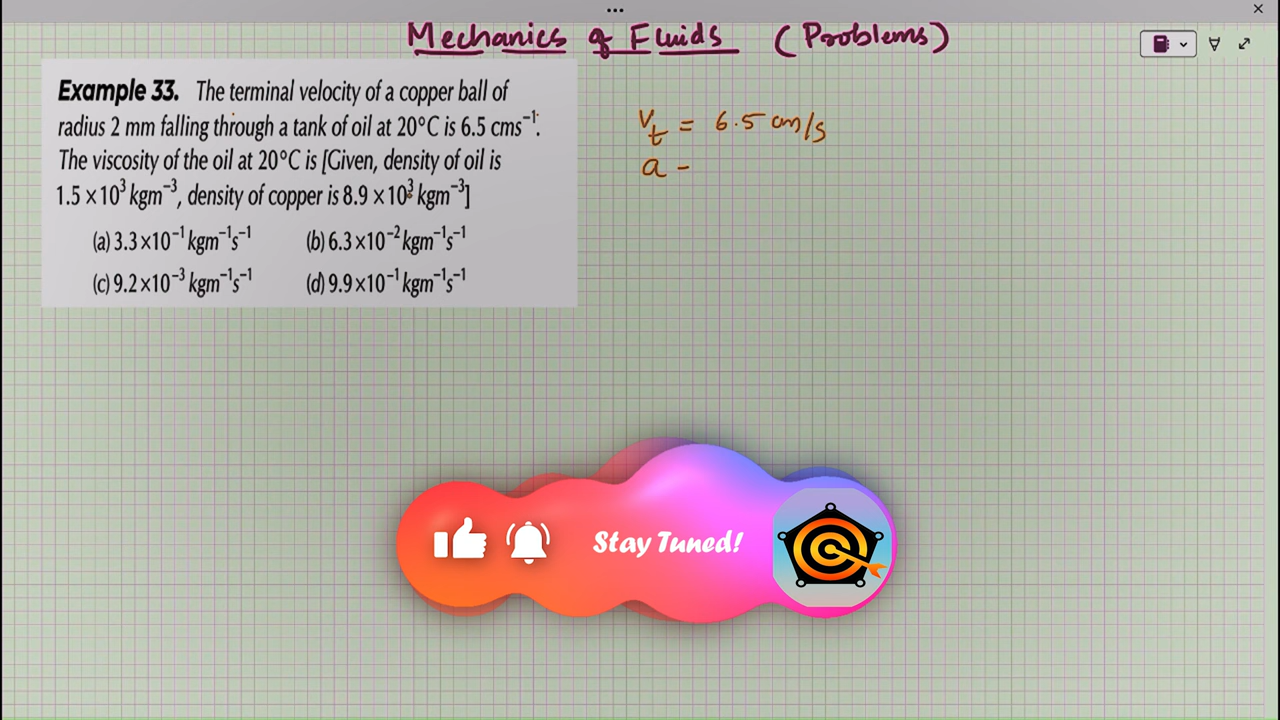 Mechanics of Fluids (Problems)
Example 33. The terminal velocity of a copper ball of
radius 2 mm falling through a tank of oil at 20°C is 6.5 cms⁻¹.
The viscosity of the oil at 20°C is [Given, density of oil is
1.5 × 10³ kgm⁻³, density of copper is 8.9 × 10³ kgm⁻³]
(a) 3.3×10⁻¹ kgm⁻¹s⁻¹ (b) 6.3×10⁻² kgm⁻¹s⁻¹
(c) 9.2×10⁻³ kgm⁻¹s⁻¹ (d) 9.9×10⁻¹ kgm⁻¹s⁻¹
v_t = 6.5 cm/s
a -
Stay Tuned!